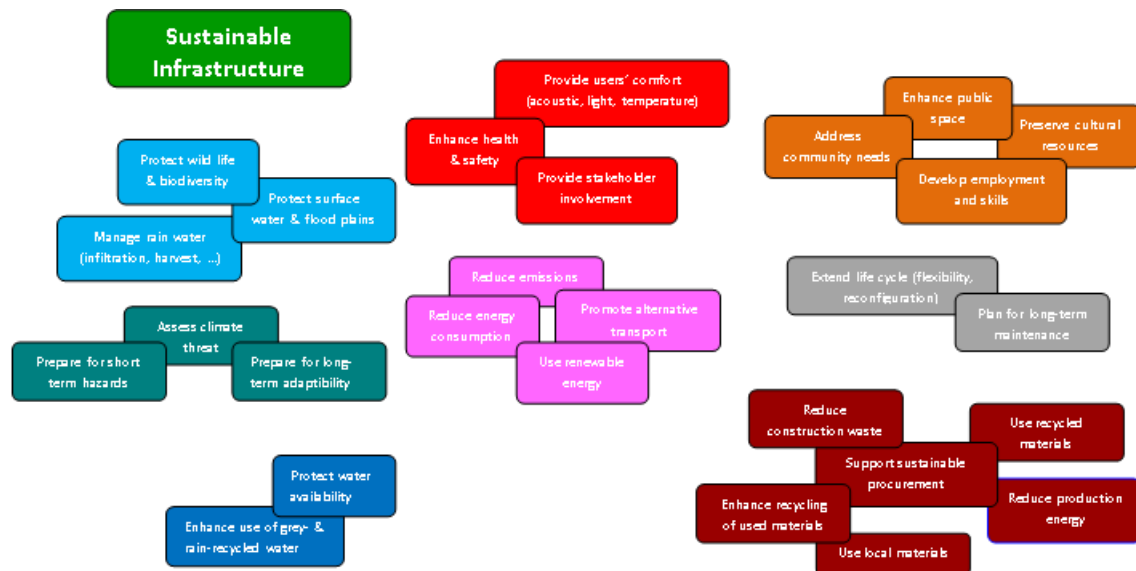 Sustainable
Infrastructure
Provide users' comfort
(acoustic, light, temperature)
Enhance health
& safety
Provide stakeholder
involvement
Enhance public
space
Address
community needs
Preserve cultural
resources
Develop employment
and skills
Protect wild life
& biodiversity
Protect surface
water & flood plains
Manage rain water
(infiltration, harvest, ...)
Reduce emissions
Reduce energy
consumption
Promote alternative
transport
Use renewable
energy
Extend life cycle (flexibility,
reconfiguration)
Plan for long-term
maintenance
Assess climate
threat
Prepare for short
term hazards
Prepare for long-
term adaptibility
Reduce
construction waste
Use recycled
materials
Support sustainable
procurement
Enhance recycling
of used materials
Reduce production
energy
Use local materials
Protect water
availability
Enhance use of grey- &
rain-recycled water